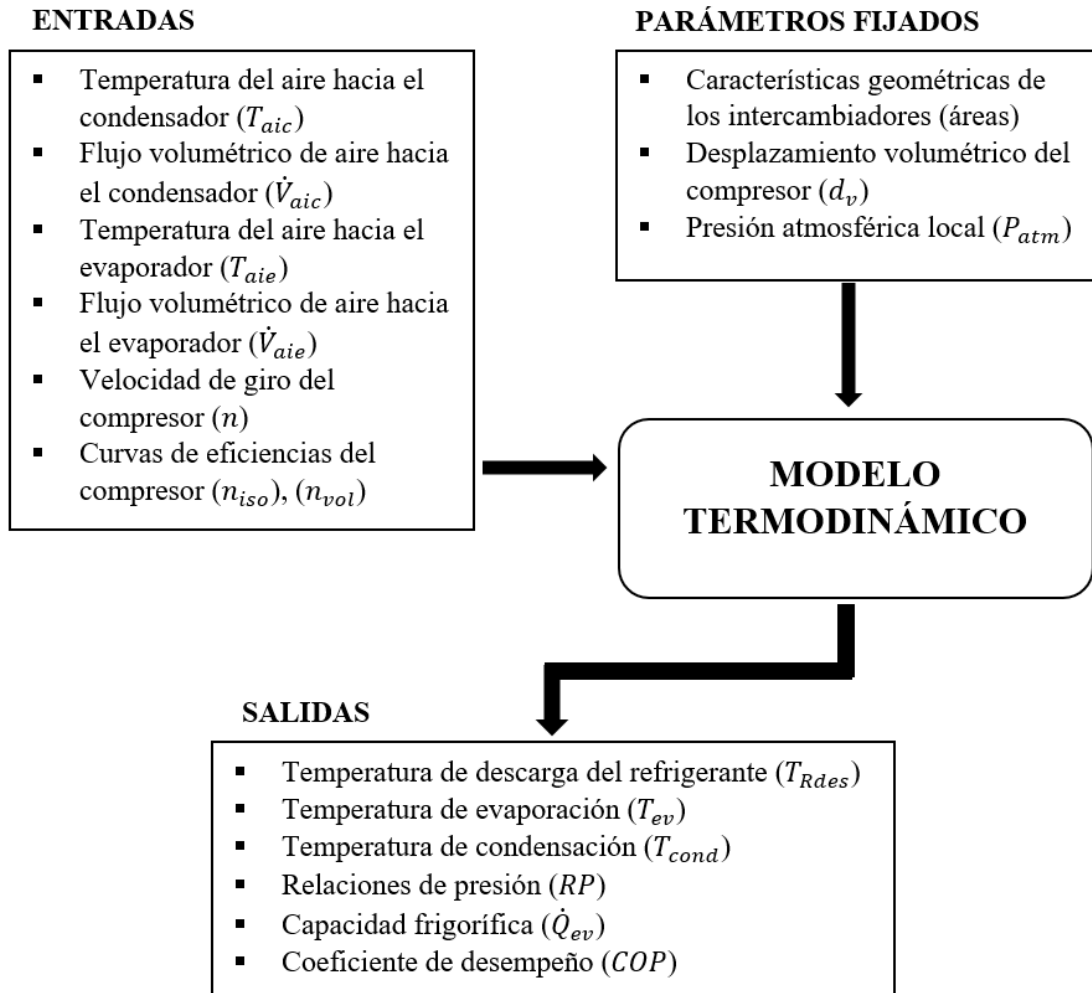 ENTRADAS
▪ Temperatura del aire hacia el
condensador (T_aic)
▪ Flujo volumétrico de aire hacia
el condensador (V̇_aic)
▪ Temperatura del aire hacia el
evaporador (T_aie)
▪ Flujo volumétrico de aire hacia
el evaporador (V̇_aie)
▪ Velocidad de giro del
compresor (n)
▪ Curvas de eficiencias del
compresor (n_iso), (n_vol)
PARÁMETROS FIJADOS
▪ Característicás geométricas de
los intercambiadores (áreas)
▪ Desplazamiento volumétrico del
compresor (d_v)
▪ Presión atmosférica local (P_atm)
MODELO
TERMODINÁMICO
SALIDAS
▪ Temperatura de descarga del refrigerante (T_Rdes)
▪ Temperatura de evaporación (T_ev)
▪ Temperatura de condensación (T_cond)
▪ Relaciones de presión (RP)
▪ Capacidad frigorífica (Q̇_ev)
▪ Coeficiente de desempeño (COP)